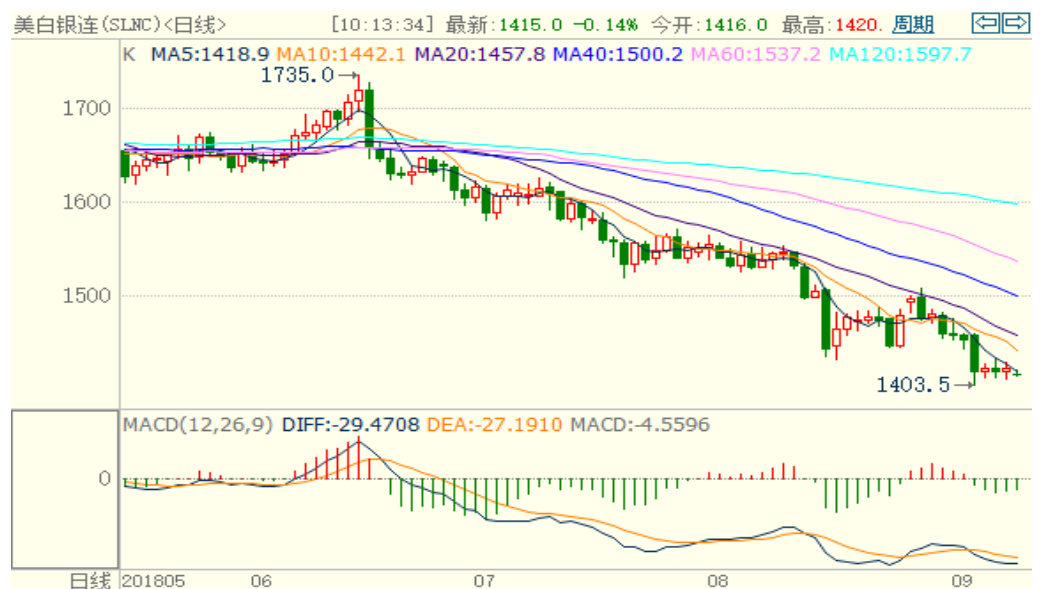 美白银连(SLNC)<日线> [10:13:34] 最新:1415.0 -0.14% 今开:1416.0 最高:1420. 周期
K MA5:1418.9 MA10:1442.1 MA20:1457.8 MA40:1500.2 MA60:1537.2 MA120:1597.7
1735.0
1700
1600
1500
1403.5
MACD(12,26,9) DIFF:-29.4708 DEA:-27.1910 MACD:-4.5596
0
日线 201805 06 07 08 09